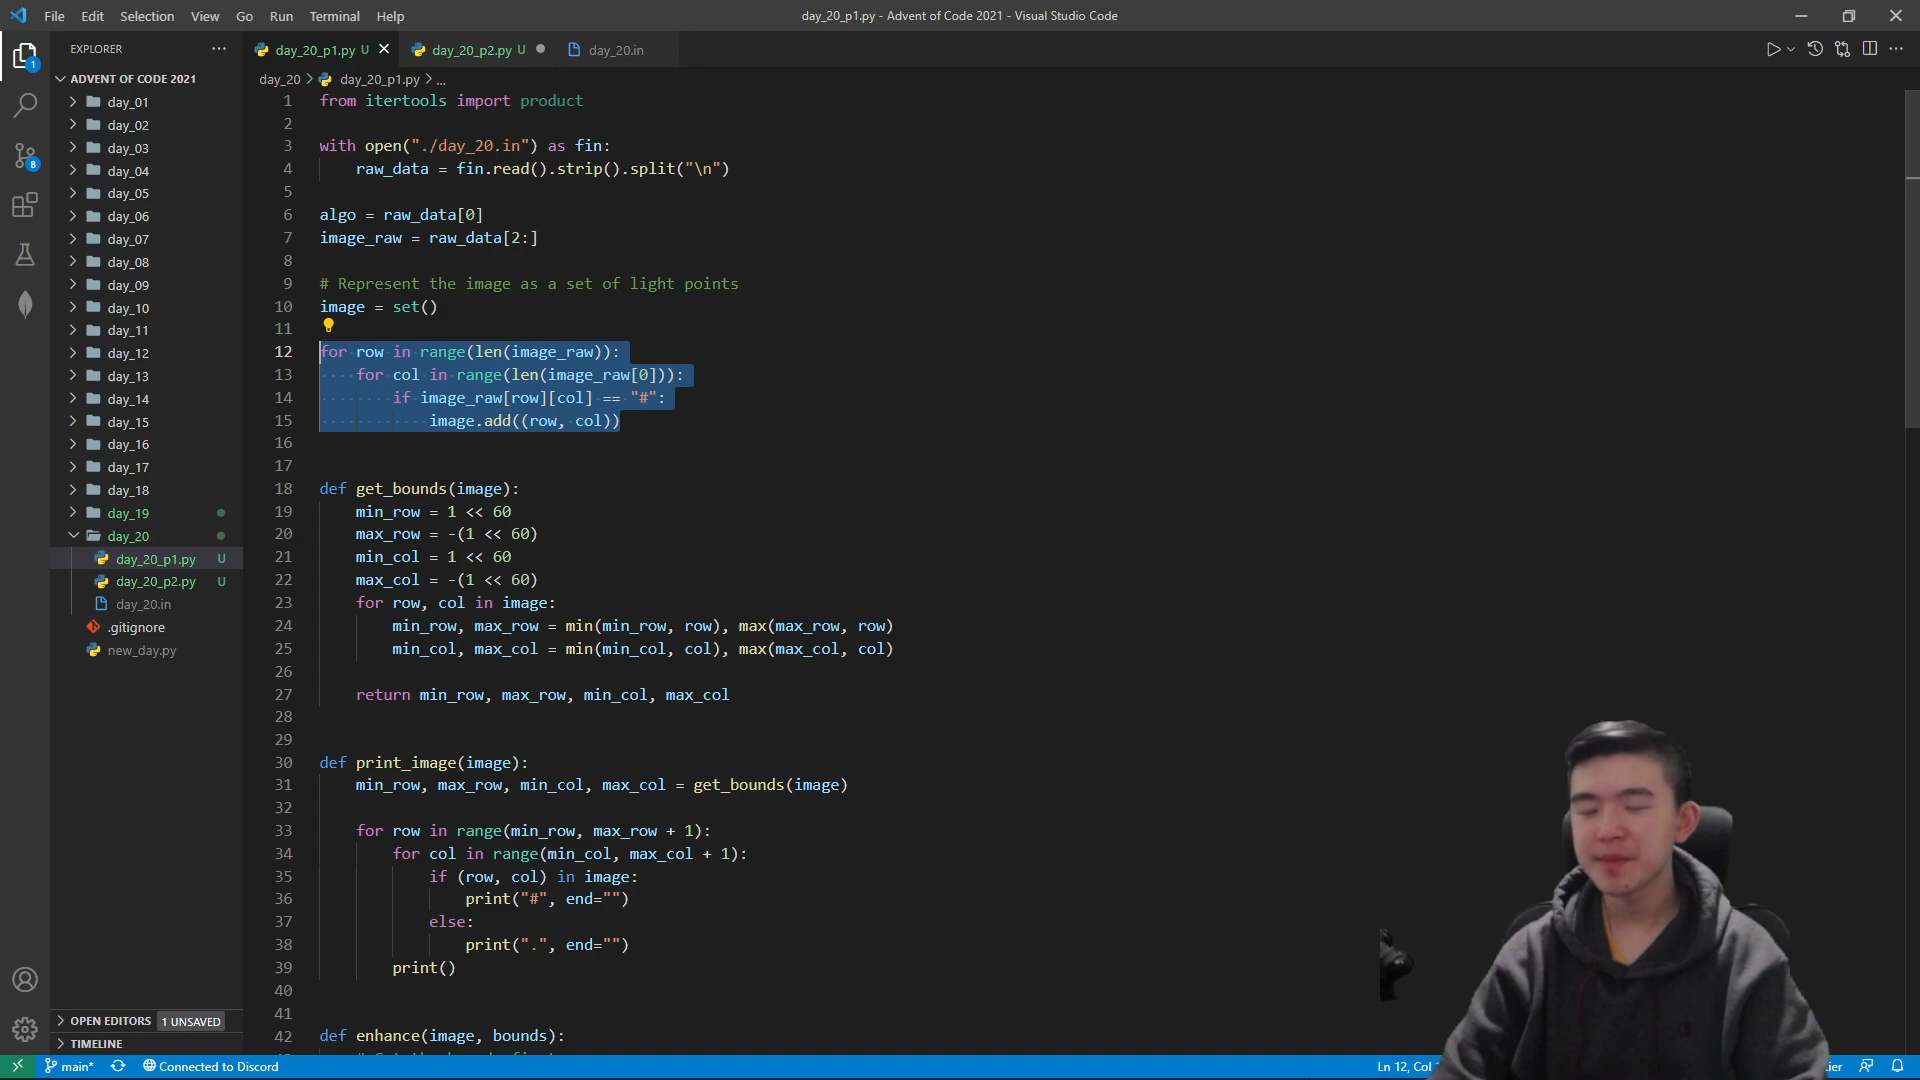 File Edit Selection View Go Run Terminal Help
day_20_p1.py - Advent of Code 2021 - Visual Studio Code
EXPLORER
day_20_p1.py U
day_20_p2.py U
day_20.in
ADVENT OF CODE 2021
day_20 > day_20_p1.py > ...
day_01
day_02
day_03
day_04
day_05
day_06
day_07
day_08
day_09
day_10
day_11
day_12
day_13
day_14
day_15
day_16
day_17
day_18
day_19
day_20
day_20_p1.py U
day_20_p2.py U
day_20.in
.gitignore
new_day.py
OPEN EDITORS 1 UNSAVED
TIMELINE
1
8
1 from itertools import product
2
3 with open("./day_20.in") as fin:
4 raw_data = fin.read().strip().split("\n")
5
6 algo = raw_data[0]
7 image_raw = raw_data[2:]
8
9 # Represent the image as a set of light points
10 image = set()
11
12 for row in range(len(image_raw)):
13 for col in range(len(image_raw[0])):
14 if image_raw[row][col] == "#":
15 image.add((row, col))
16
17
18 def get_bounds(image):
19 min_row = 1 << 60
20 max_row = -(1 << 60)
21 min_col = 1 << 60
22 max_col = -(1 << 60)
23 for row, col in image:
24 min_row, max_row = min(min_row, row), max(max_row, row)
25 min_col, max_col = min(min_col, col), max(max_col, col)
26
27 return min_row, max_row, min_col, max_col
28
29
30 def print_image(image):
31 min_row, max_row, min_col, max_col = get_bounds(image)
32
33 for row in range(min_row, max_row + 1):
34 for col in range(min_col, max_col + 1):
35 if (row, col) in image:
36 print("#", end="")
37 else:
38 print(".", end="")
39 print()
40
41
42 def enhance(image, bounds):
main* Connected to Discord
Ln 12, Col